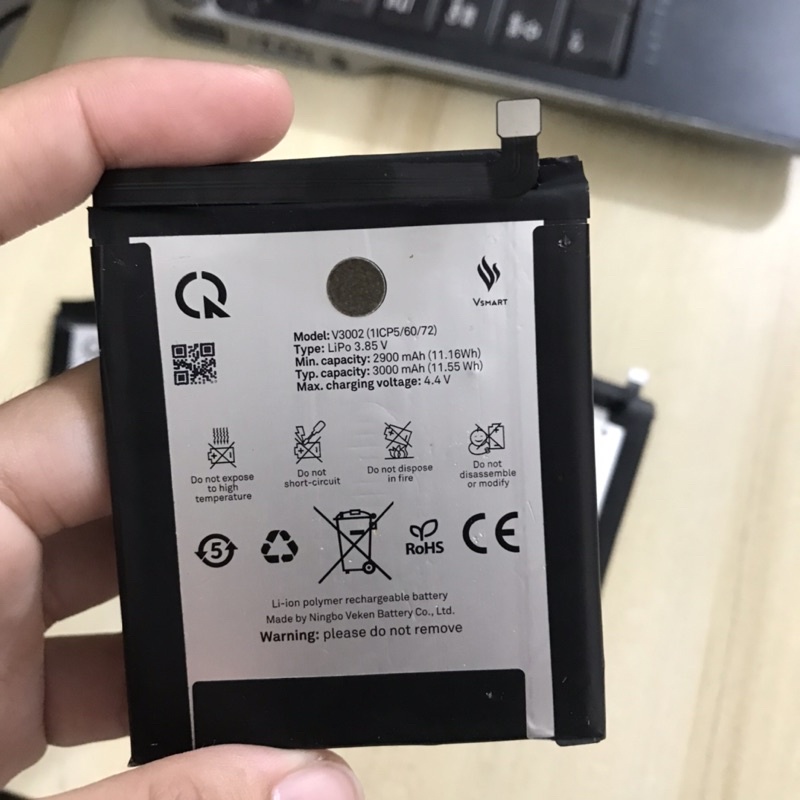 VSMART
Model: V3002 (1ICP5/60/72)
Type: LiPo 3.85 V
Min. capacity: 2900 mAh (11.16Wh)
Typ. capacity: 3000 mAh (11.55 Wh)
Max. charging voltage: 4.4 V
Do not expose
to high
temperature
Do not
short-circuit
Do not dispose
in fire
Do not
disassemble
or modify
5
RoHS
CE
Li-ion polymer rechargeable battery
Made by Ningbo Veken Battery Co., Ltd.
Warning: please do not remove